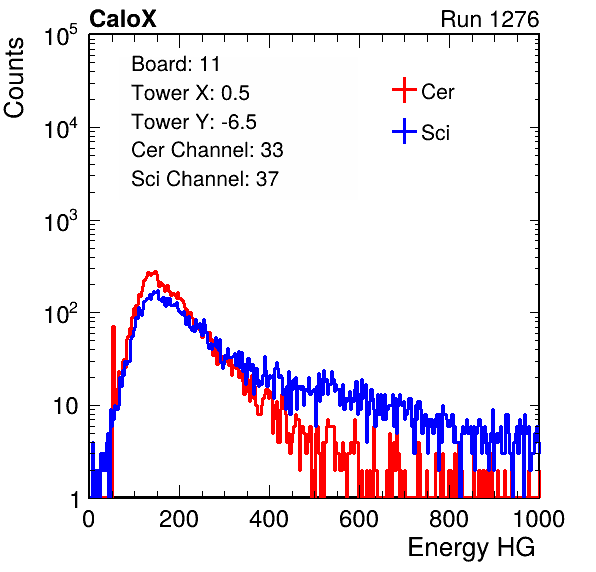 CaloX Run 1276
Counts
10^5
10^4
10^3
10^2
10
1
Board: 11
Tower X: 0.5
Tower Y: -6.5
Cer Channel: 33
Sci Channel: 37
Cer
Sci
0 200 400 600 800 1000
Energy HG